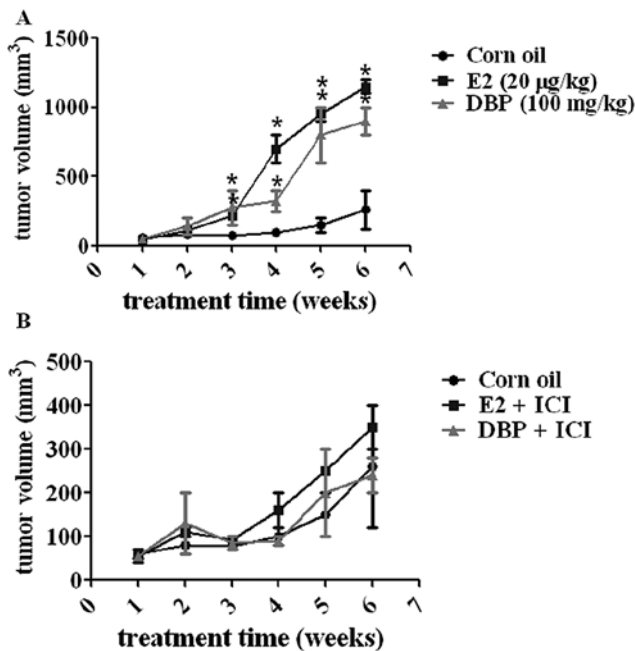 A
tumor volume (mm³)
1500
1000
500
0
* * * * * * * *
0 1 2 3 4 5 6 7
treatment time (weeks)
Corn oil
E2 (20 µg/kg)
DBP (100 mg/kg)
B
tumor volume (mm³)
500
400
300
200
100
0
0 1 2 3 4 5 6 7
treatment time (weeks)
Corn oil
E2 + ICI
DBP + ICI